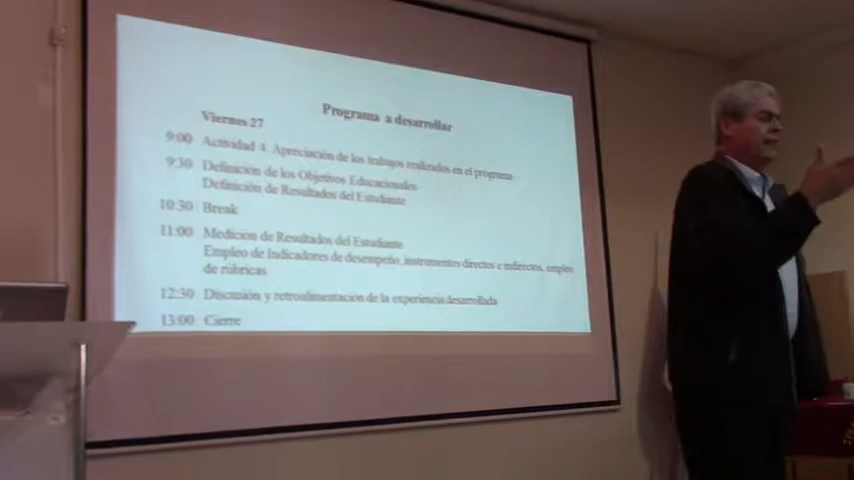 Programa a desarrollar
Viernes 27
9:00 Actividad 4. Apreciación de los trabajos realizados en el programa
9:30 Definición de los Objetivos Educacionales
Definición de Resultados del Estudiante
10:30 Break
11:00 Medición de Resultados del Estudiante
Empleo de Indicadores de desempeño, instrumentos directos e indirectos, empleo
de rúbricas
12:30 Discusión y retroalimentación de la experiencia desarrollada
13:00 Cierre